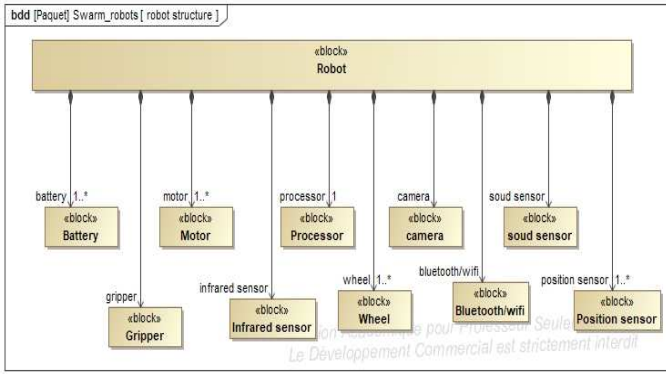 bdd [Paquet] Swarm_robots [ robot structure ]
«block»
Robot
battery 1..*
motor 1..*
processor 1
camera
soud sensor
«block»
Battery
«block»
Motor
«block»
Processor
«block»
camera
«block»
soud sensor
gripper
infrared sensor
wheel 1..*
bluetooth/wifi
position sensor 1..*
«block»
Gripper
«block»
Infrared sensor
«block»
Wheel
«block»
Bluetooth/wifi
«block»
Position sensor
pour
Le Développement Commercial est strictement interdit